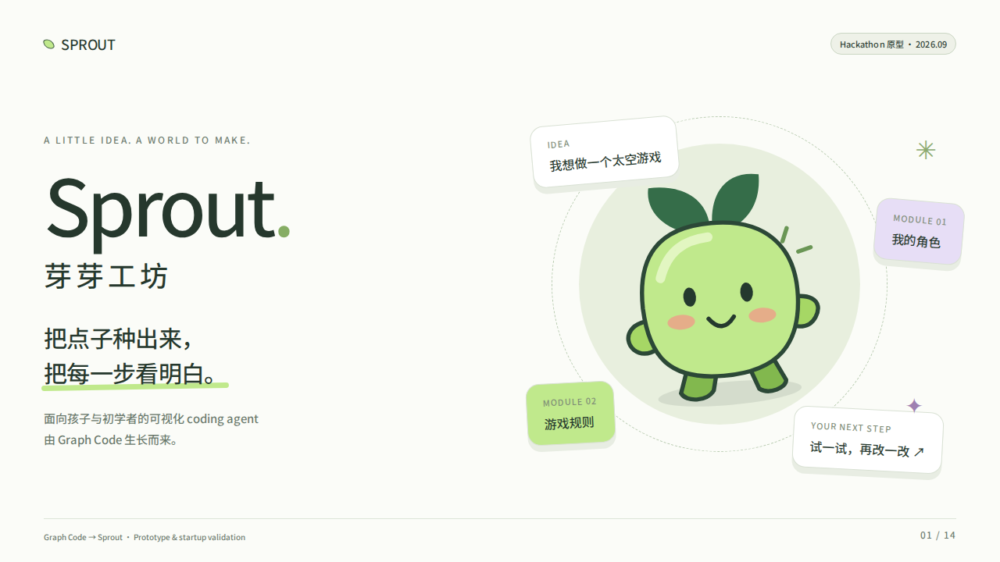 SPROUT
Hackathon 原型 · 2026.09
A LITTLE IDEA. A WORLD TO MAKE.
Sprout.
芽芽工坊
把点子种出来，
把每一步看明白。
面向孩子与初学者的可视化 coding agent
由 Graph Code 生长而来。
IDEA
我想做一个太空游戏
MODULE 01
我的角色
MODULE 02
游戏规则
YOUR NEXT STEP
试一试，再改一改 ↗
Graph Code → Sprout · Prototype & startup validation
01 / 14